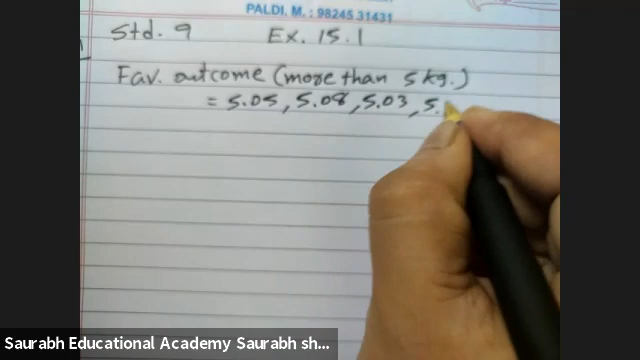 PALDI. M. : 98245 31431
Std. 9 Ex. 15.1
Fav. outcome (more than 5 kg.)
= 5.05, 5.08, 5.03, 5.
Saurabh Educational Academy Saurabh sh...